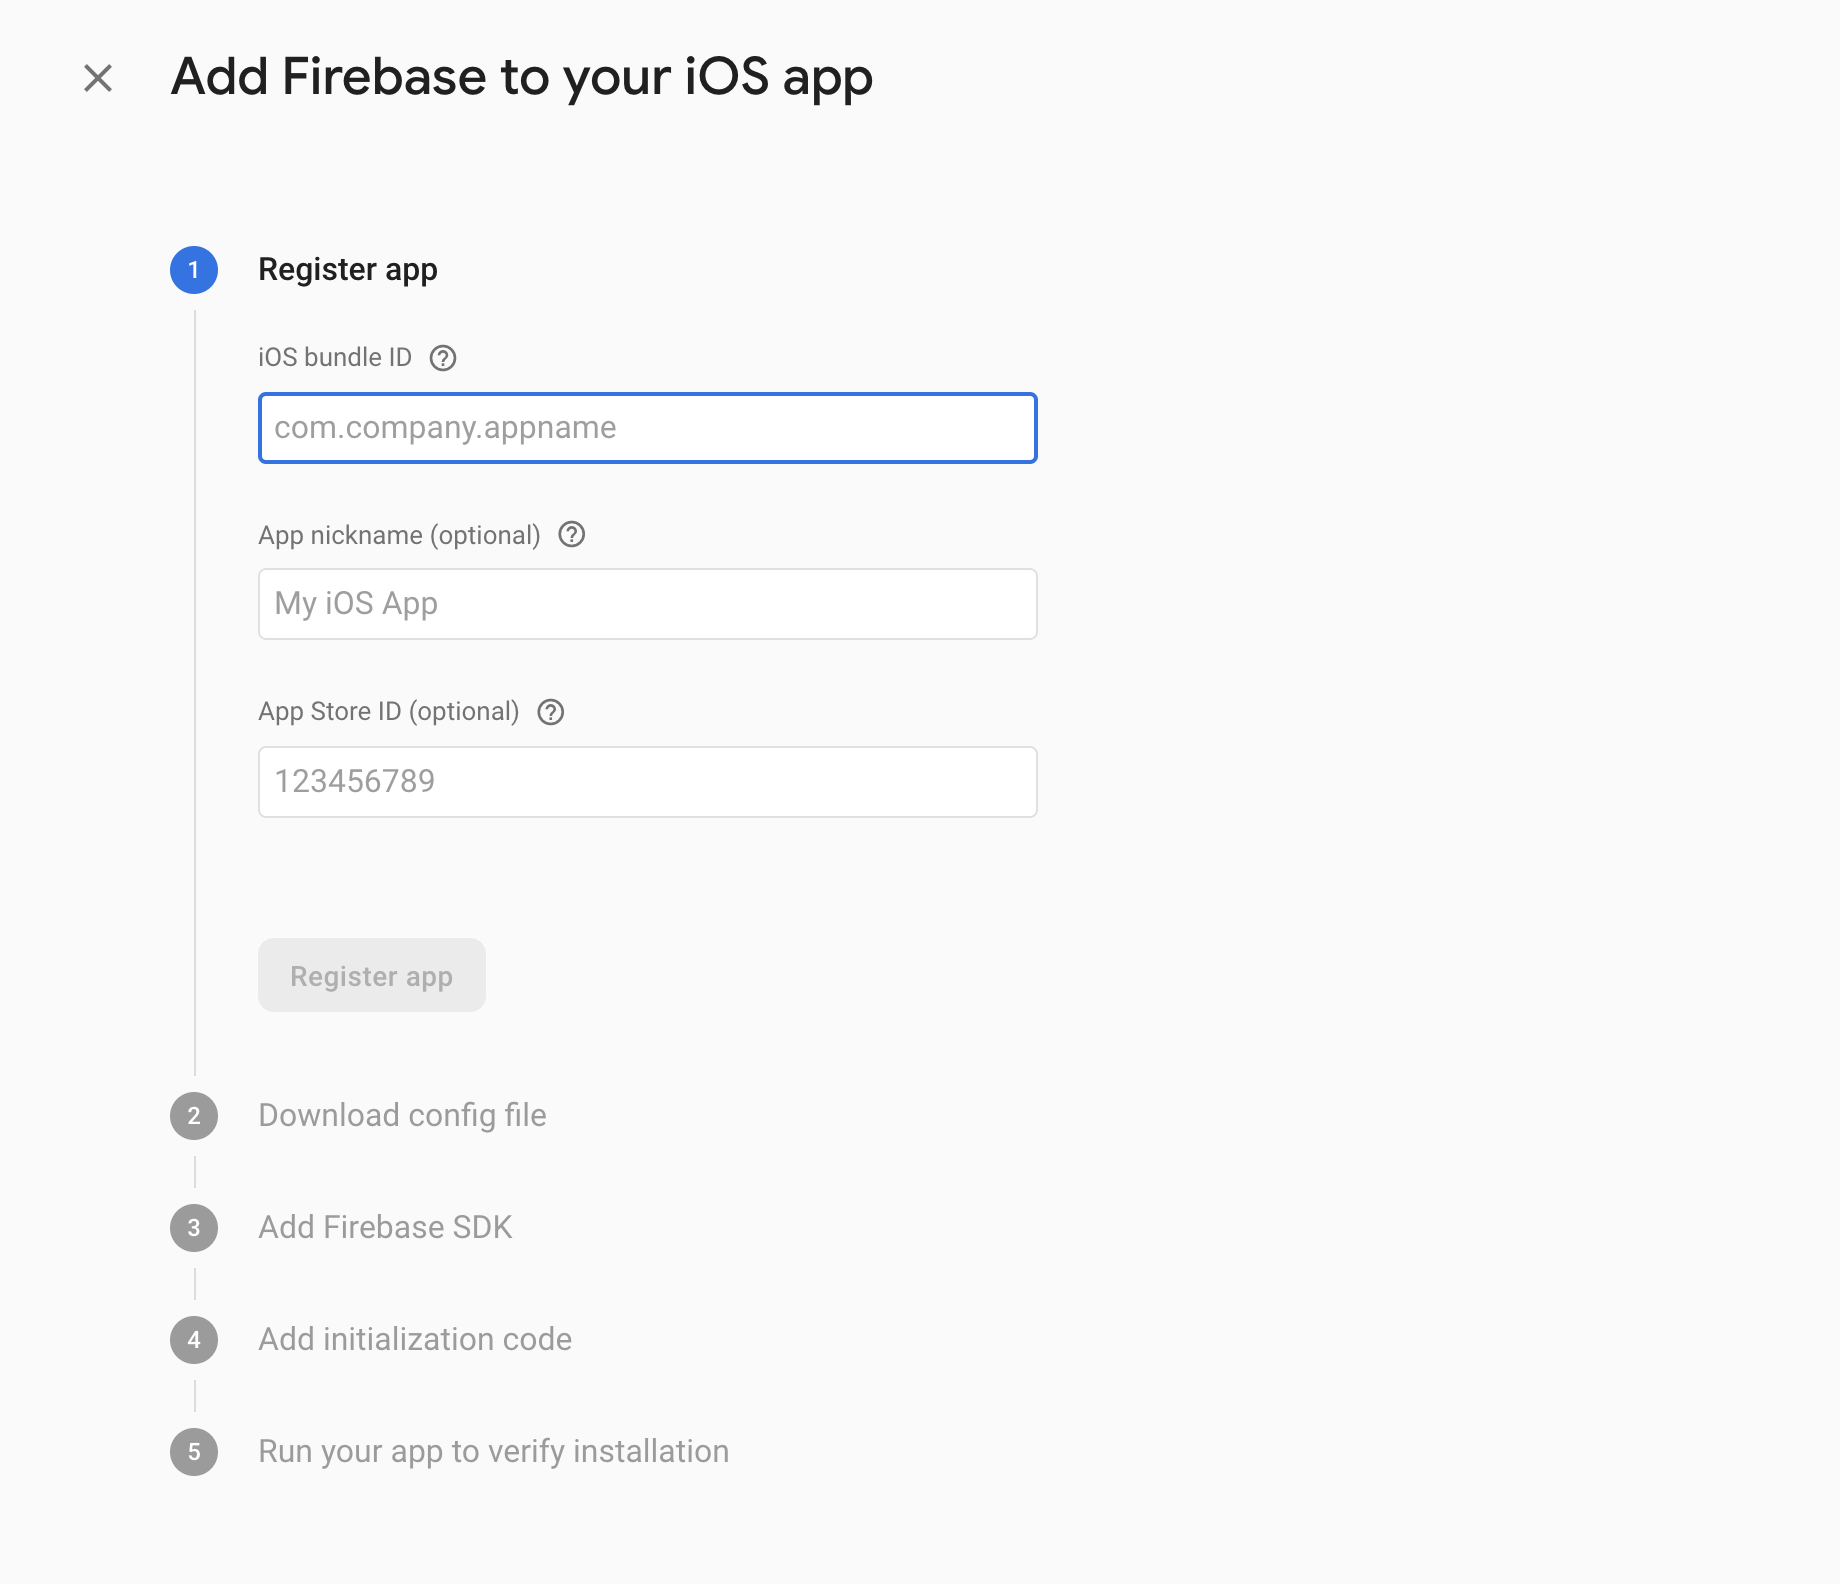 Add Firebase to your iOS app
1 Register app
iOS bundle ID ?
com.company.appname
App nickname (optional) ?
My iOS App
App Store ID (optional) ?
123456789
Register app
2 Download config file
3 Add Firebase SDK
4 Add initialization code
5 Run your app to verify installation